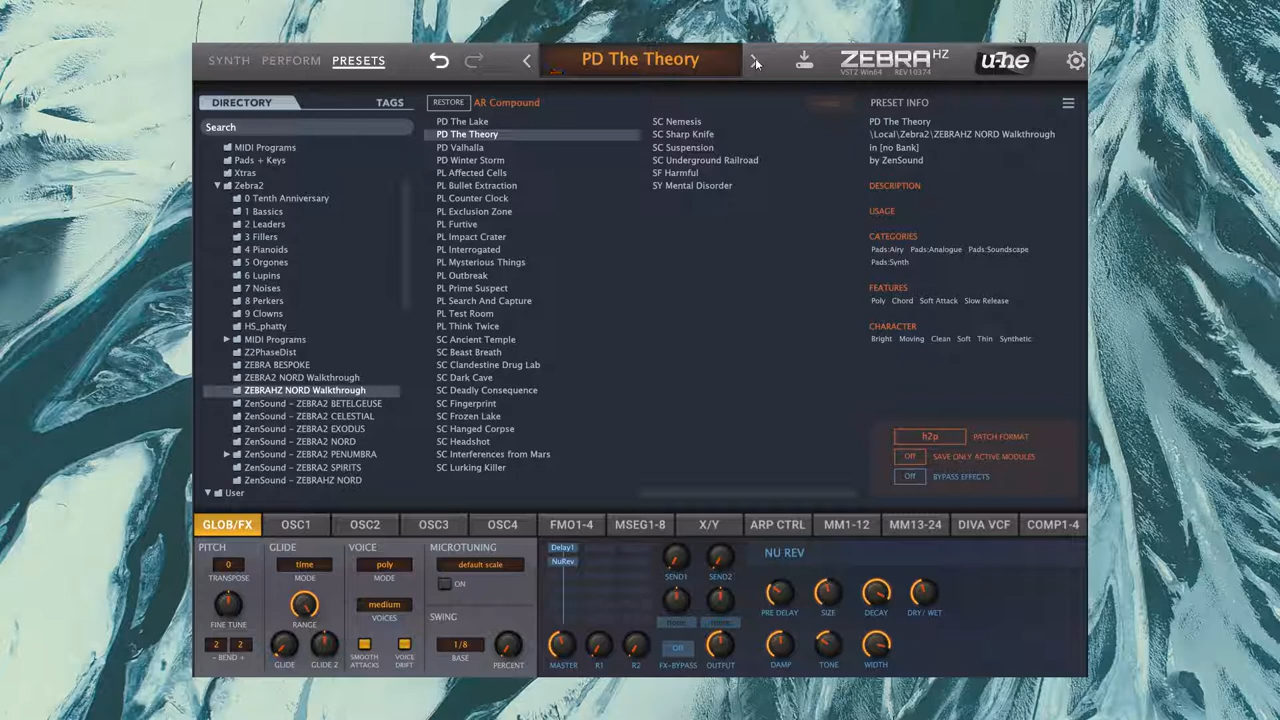 SYNTH PERFORM PRESETS
PD The Theory
ZEBRA HZ
VST2 Win64 REV10374
u-he
DIRECTORY TAGS
Search
MIDI Programs
Pads + Keys
Xtras
Zebra2
0 Tenth Anniversary
1 Bassics
2 Leaders
3 Fillers
4 Pianoids
5 Orgones
6 Lupins
7 Noises
8 Perkers
9 Clowns
HS_phatty
MIDI Programs
Z2PhaseDist
ZEBRA BESPOKE
ZEBRA2 NORD Walkthrough
ZEBRAHZ NORD Walkthrough
ZenSound - ZEBRA2 BETELGEUSE
ZenSound - ZEBRA2 CELESTIAL
ZenSound - ZEBRA2 EXODUS
ZenSound - ZEBRA2 NORD
ZenSound - ZEBRA2 PENUMBRA
ZenSound - ZEBRA2 SPIRITS
ZenSound - ZEBRAHZ NORD
User
RESTORE AR Compound
PD The Lake
PD The Theory
PD Valhalla
PD Winter Storm
PL Affected Cells
PL Bullet Extraction
PL Counter Clock
PL Exclusion Zone
PL Furtive
PL Impact Crater
PL Interrogated
PL Mysterious Things
PL Outbreak
PL Prime Suspect
PL Search And Capture
PL Test Room
PL Think Twice
SC Ancient Temple
SC Beast Breath
SC Clandestine Drug Lab
SC Dark Cave
SC Deadly Consequence
SC Fingerprint
SC Frozen Lake
SC Hanged Corpse
SC Headshot
SC Interferences from Mars
SC Lurking Killer
SC Nemesis
SC Sharp Knife
SC Suspension
SC Underground Railroad
SF Harmful
SY Mental Disorder
PRESET INFO
PD The Theory
\Local\Zebra2\ZEBRAHZ NORD Walkthrough
in [no Bank]
by ZenSound
DESCRIPTION
USAGE
CATEGORIES
Pads:Airy Pads:Analogue Pads:Soundscape
Pads:Synth
FEATURES
Poly Chord Soft Attack Slow Release
CHARACTER
Bright Moving Clean Soft Thin Synthetic
h2p PATCH FORMAT
Off SAVE ONLY ACTIVE MODULES
Off BYPASS EFFECTS
GLOB/FX OSC1 OSC2 OSC3 OSC4 FMO1-4 MSEG1-8 X/Y ARP CTRL MM1-12 MM13-24 DIVA VCF COMP1-4
PITCH
0
TRANSPOSE
FINE TUNE
2 2
- BEND +
GLIDE
time
MODE
RANGE
GLIDE GLIDE 2
VOICE
poly
MODE
medium
VOICES
SMOOTH ATTACKS
VOICE DRIFT
MICROTUNING
default scale
ON
SWING
1/8
BASE PERCENT
Delay1
NuRev
MASTER R1 R2
SEND1 SEND2
Off
FX-BYPASS OUTPUT
NU REV
PRE DELAY SIZE DECAY DRY/ WET
DAMP TONE WIDTH